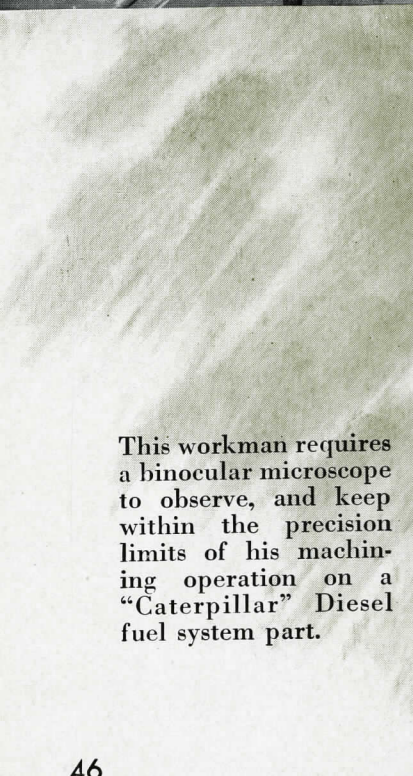 This workman requires
a binocular microscope
to observe, and keep
within the precision
limits of his machin-
ing operation on a
“Caterpillar” Diesel
fuel system part.
46